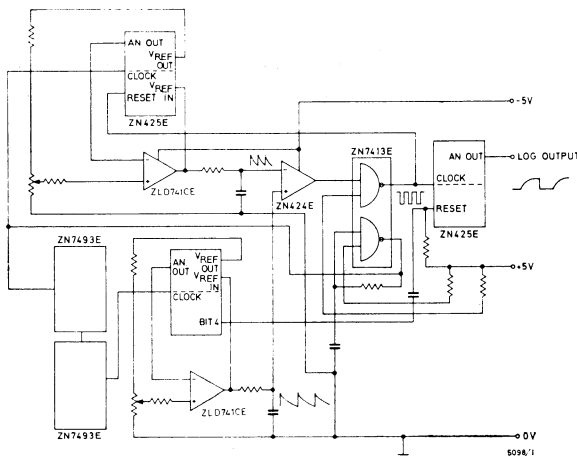 AN OUT
VREF OUT
CLOCK
VREF IN
RESET
ZN425E
-5V
ZN7413E
AN OUT
LOG OUTPUT
CLOCK
RESET
ZN425E
ZLD741CE
ZN424E
+5V
ZN7493E
AN OUT
VREF OUT
VREF IN
CLOCK
BIT 4
ZLD741CE
ZN7493E
0V
5098/1